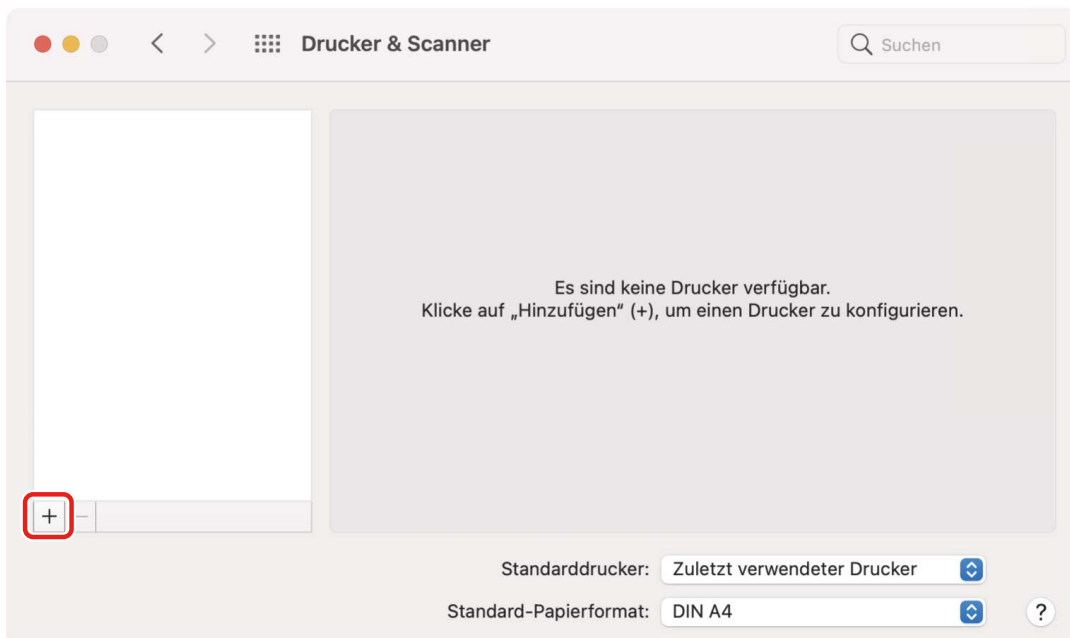 Drucker & Scanner
Suchen
Es sind keine Drucker verfügbar.
Klicke auf „Hinzufügen“ (+), um einen Drucker zu konfigurieren.
+ −
Standarddrucker: Zuletzt verwendeter Drucker
Standard-Papierformat: DIN A4 ?